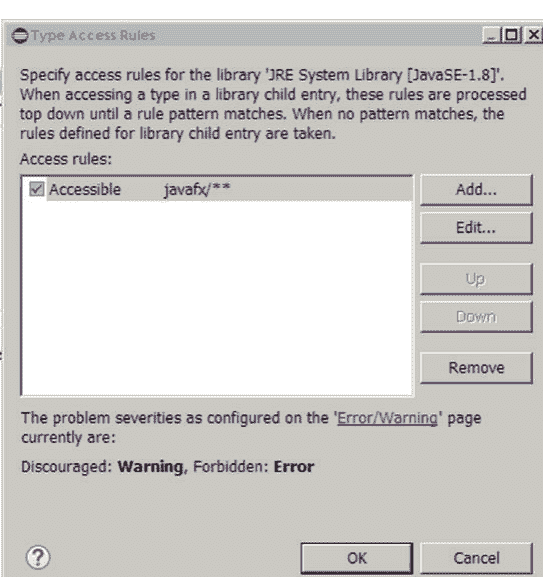 Type Access Rules
Specify access rules for the library 'JRE System Library [JavaSE-1.8]'.
When accessing a type in a library child entry, these rules are processed
top down until a rule pattern matches. When no pattern matches, the
rules defined for library child entry are taken.
Access rules:
Accessible javafx/**
Add...
Edit...
Up
Down
Remove
The problem severities as configured on the 'Error/Warning' page
currently are:
Discouraged: Warning, Forbidden: Error
?
OK
Cancel